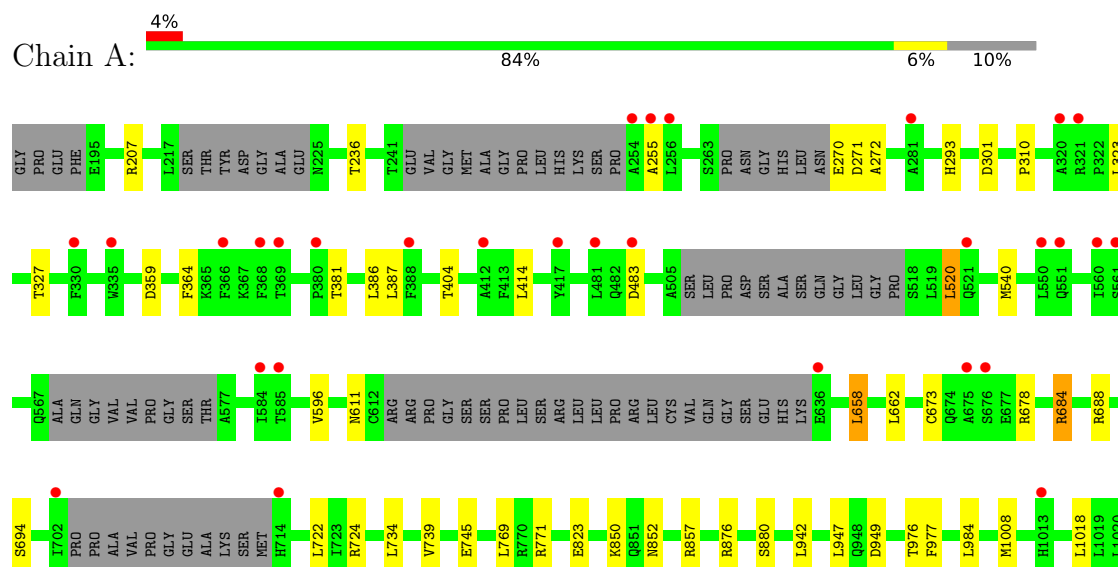 4%
Chain A:
84% 6% 10%
GLY PRO GLU PHE E195 R207 L217 SER THR TYR ASP GLY ALA GLU N225 T236 T241 GLU VAL GLY MET ALA GLY PRO LEU HIS LYS SER PRO A254 A255 L256 S263 PRO ASN GLY HIS LEU ASN E270 D271 A272 A281 H293 D301 P310 A320 R321 P322
T327 F330 W335 D359 F364 K365 F366 K367 F368 T369 P380 T381 L386 L387 F388 T404 A412 F413 L414 Y417 L481 Q482 D483 A505 SER LEU PRO ASP SER ALA SER GLN GLY LEU GLY PRO S518 L519 L520 Q521 M540 L550 Q551 I560
Q567 ALA GLN GLY VAL VAL PRO GLY SER THR A577 I584 T585 V596 N611 C612 ARG ARG PRO GLY SER SER PRO LEU SER ARG LEU LEU PRO ARG LEU CYS VAL GLN GLY SER GLU HIS LYS E636 L658 L662 C673 Q674 A675 S676 E677 R678 R684 R688
S694 I702 PRO PRO ALA VAL PRO GLY GLU ALA LYS SER MET H714 L722 I723 R724 L734 V739 E745 L769 R770 R771 E823 K850 Q851 N852 R857 R876 S880 L942 L947 Q948 D949 T976 F977 L984 M1008 H1013 L1018 L1019